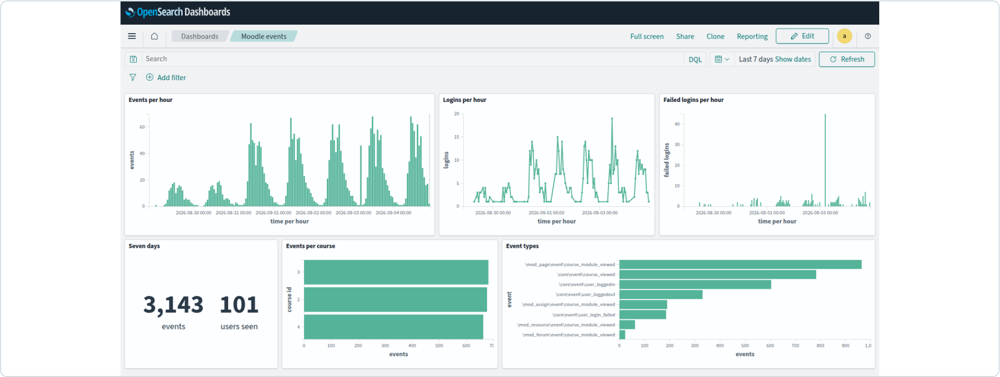 OpenSearch Dashboards
Dashboards
Moodle events
Full screen
Share
Clone
Reporting
Edit
a
Search
DQL
Last 7 days Show dates
Refresh
Add filter
Events per hour
60
40
20
0
events
2026-08-30 00:00
2026-08-31 00:00
2026-09-01 00:00
2026-09-02 00:00
2026-09-03 00:00
2026-09-04 00:00
time per hour
Logins per hour
20
15
10
5
0
logins
2026-08-30 00:00
2026-09-01 00:00
2026-09-03 00:00
time per hour
Failed logins per hour
40
30
20
10
0
failed logins
2026-08-30 00:00
2026-09-01 00:00
2026-09-03 00:00
time per hour
Seven days
3,143
events
101
users seen
Events per course
3
2
4
course id
0
100
200
300
400
500
600
70
events
Event types
\mod_page\event\course_module_viewed
\core\event\course_viewed
\core\event\user_loggedin
\core\event\user_loggedout
\mod_assign\event\course_module_viewed
\core\event\user_login_failed
\mod_resource\event\course_module_viewed
\mod_forum\event\course_module_viewed
event
0
100
200
300
400
500
600
700
800
900
1,0
events